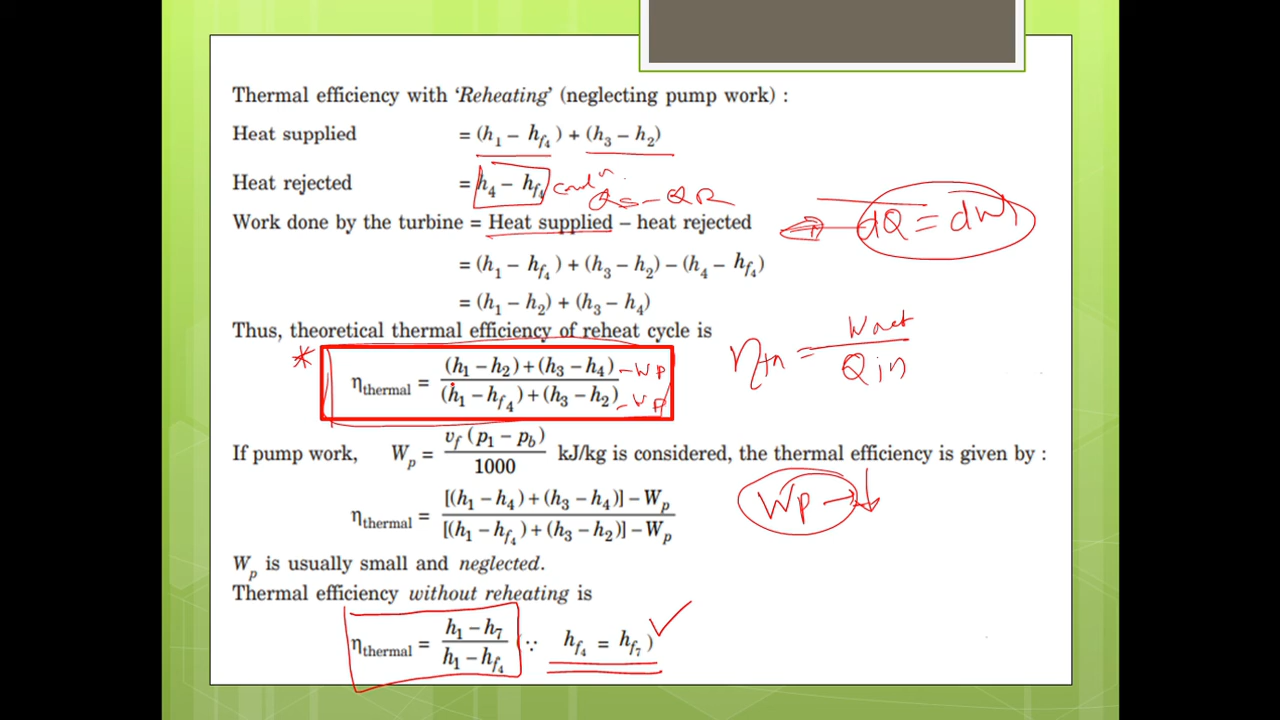 Thermal efficiency with ‘Reheating’ (neglecting pump work) :
Heat supplied = (h1 – hf4) + (h3 – h2)
Heat rejected = h4 – hf4
Qs – QR
Work done by the turbine = Heat supplied – heat rejected
dQ = dW
= (h1 – hf4) + (h3 – h2) – (h4 – hf4)
= (h1 – h2) + (h3 – h4)
Thus, theoretical thermal efficiency of reheat cycle is
* ηthermal = (h1 – h2) + (h3 – h4) – Wp / (h1 – hf4) + (h3 – h2) – Wp
ηth = Wnet / Qin
If pump work, Wp = vf (p1 – pb) / 1000 kJ/kg is considered, the thermal efficiency is given by :
ηthermal = [(h1 – h4) + (h3 – h4)] – Wp / [(h1 – hf4) + (h3 – h2)] – Wp
Wp → ↓
Wp is usually small and neglected.
Thermal efficiency without reheating is
ηthermal = h1 – h7 / h1 – hf4 ∵ hf4 = hf7 )